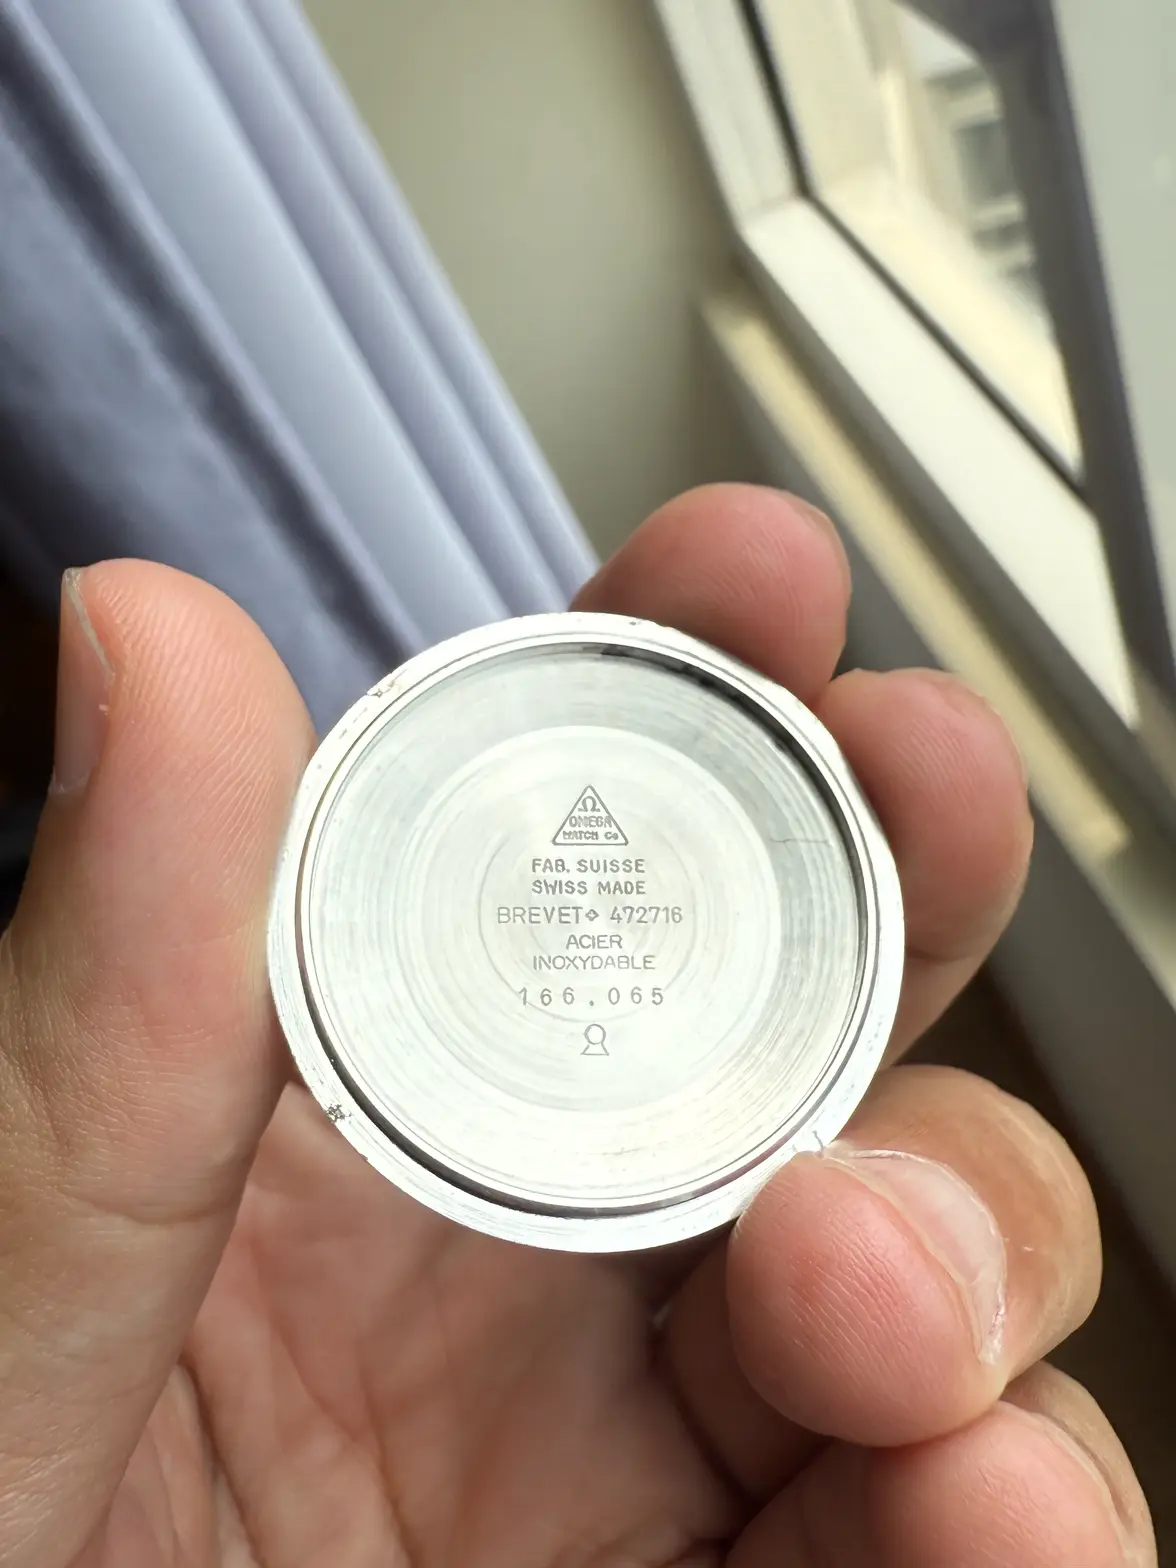 Ω
OMEGA
WATCH Co
FAB. SUISSE
SWISS MADE
BREVET 472716
ACIER
INOXYDABLE
166.065